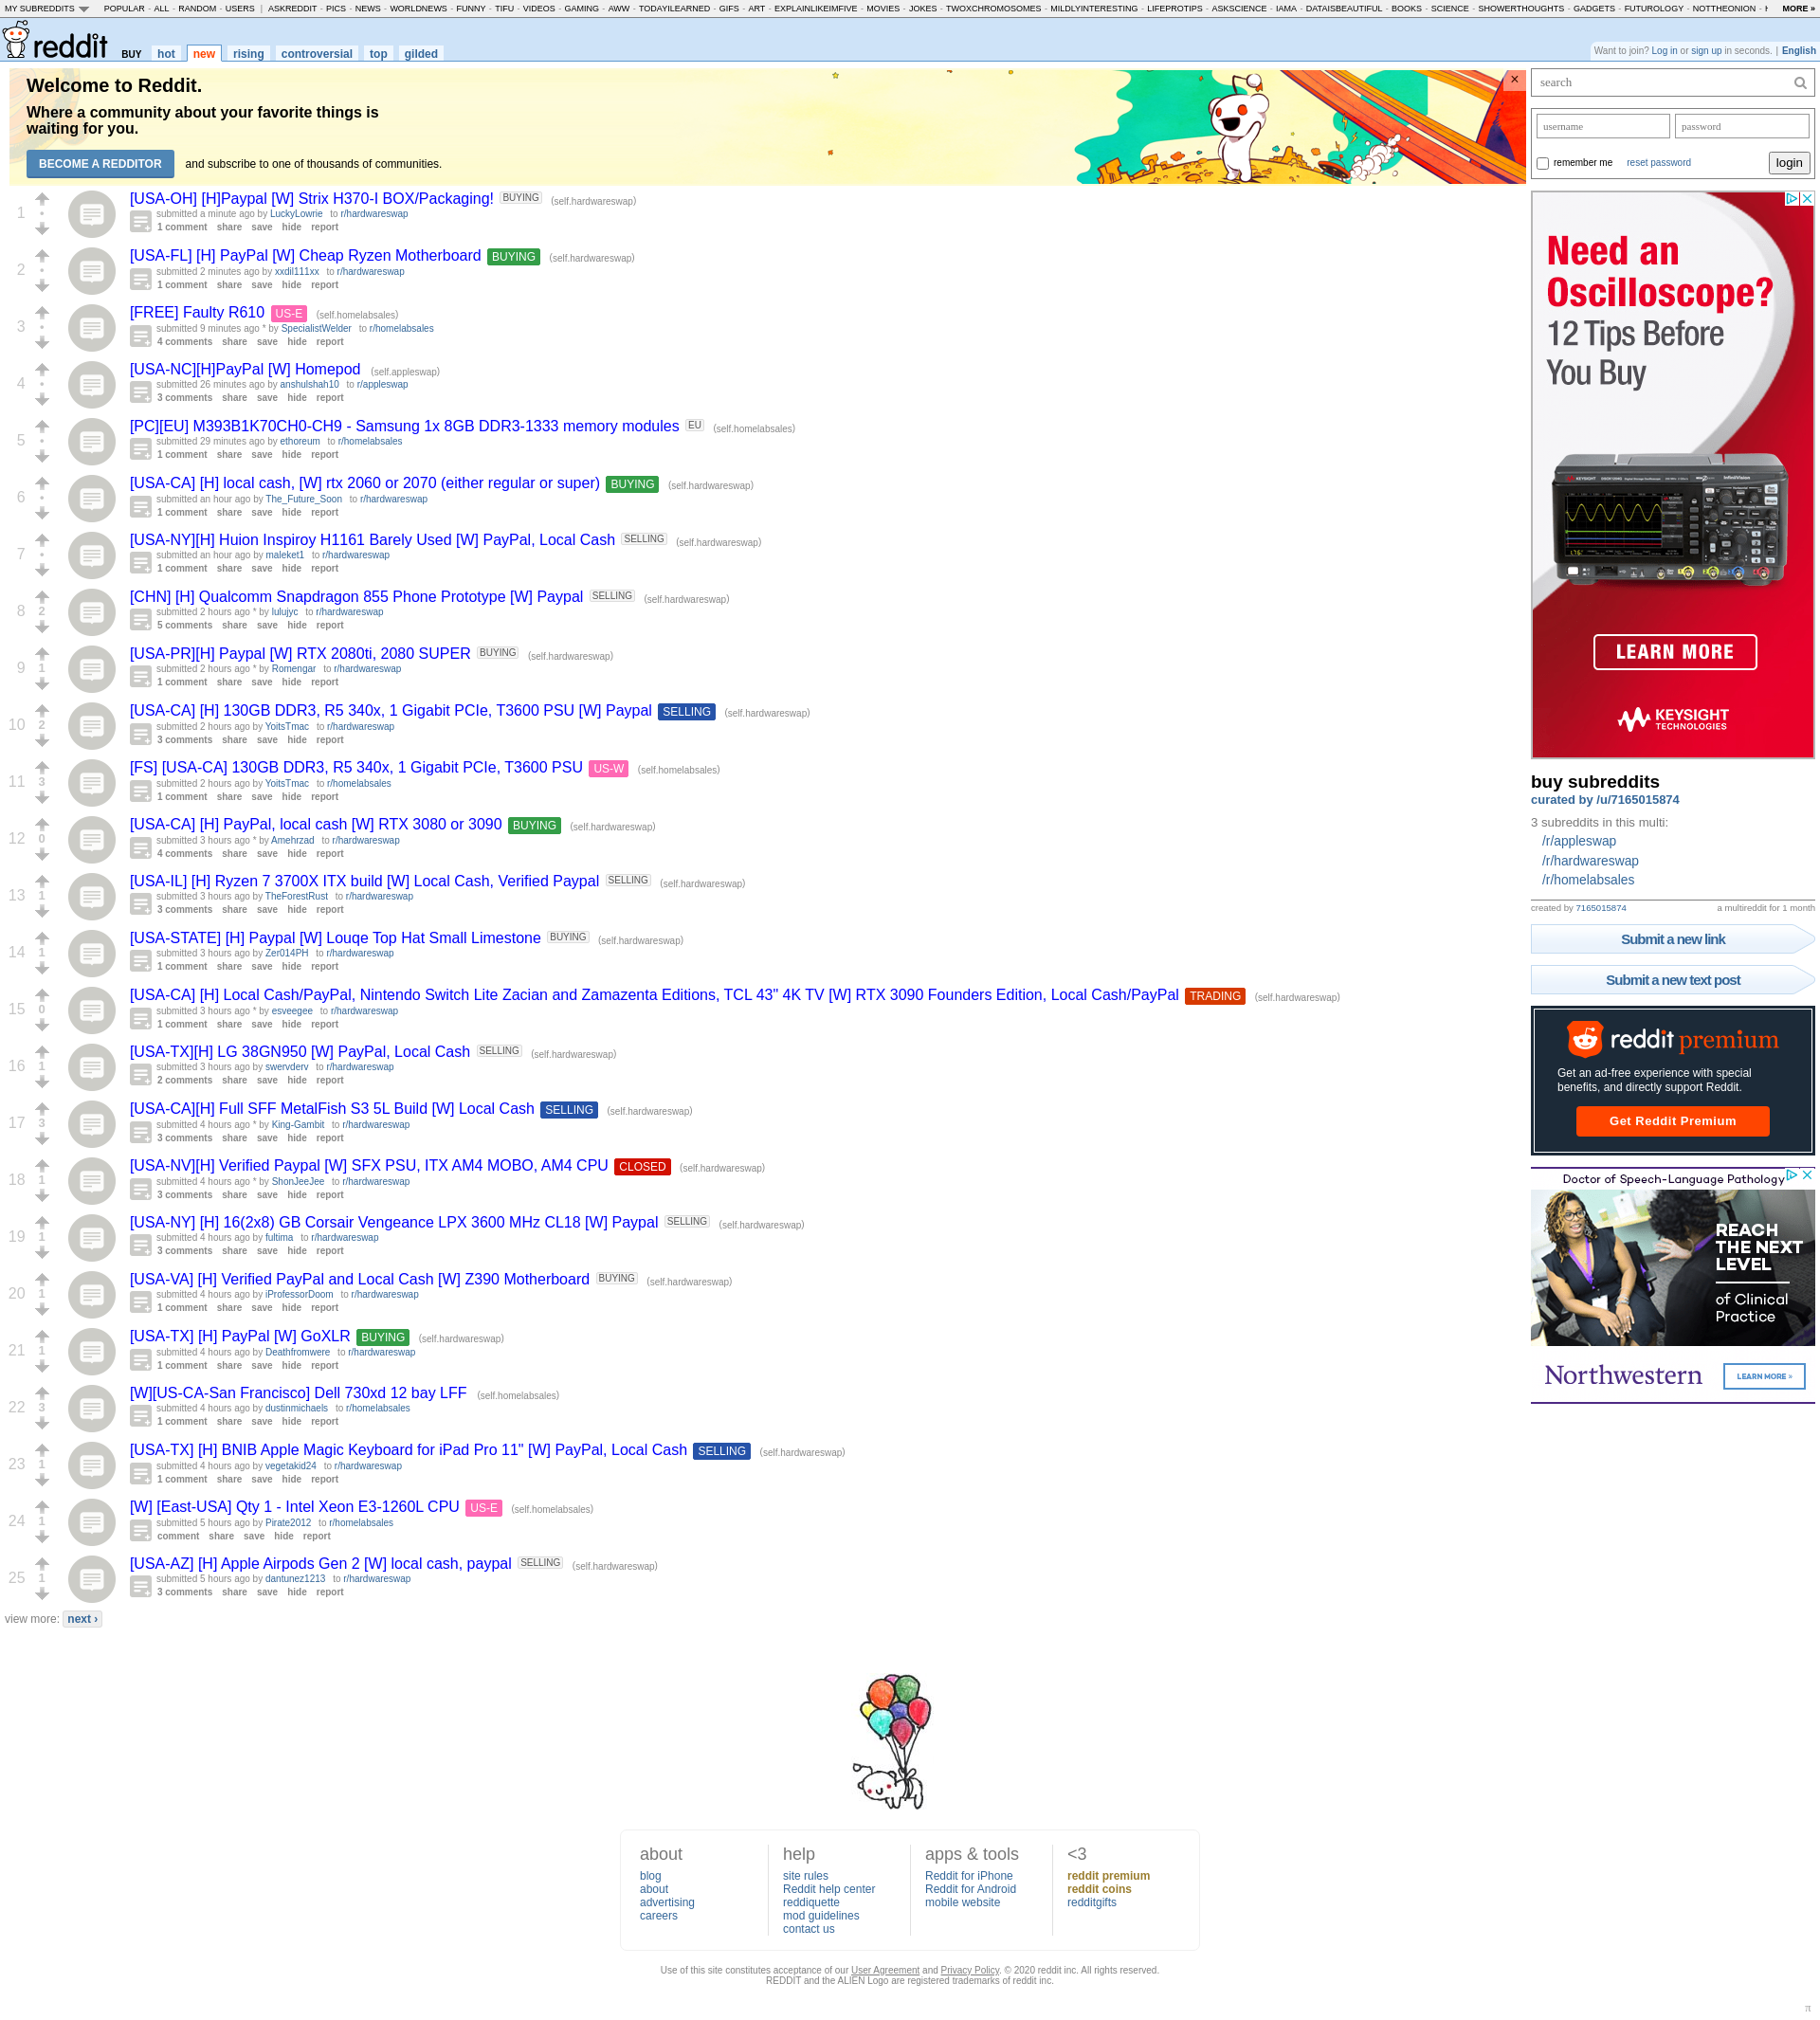 MY SUBREDDITS POPULAR - ALL - RANDOM - USERS | ASKREDDIT - PICS - NEWS - WORLDNEWS - FUNNY - TIFU - VIDEOS - GAMING - AWW - TODAYILEARNED - GIFS - ART - EXPLAINLIKEIMFIVE - MOVIES - JOKES - TWOXCHROMOSOMES - MILDLYINTERESTING - LIFEPROTIPS - ASKSCIENCE - IAMA - DATAISBEAUTIFUL - BOOKS - SCIENCE - SHOWERTHOUGHTS - GADGETS - FUTUROLOGY - NOTTHEONION - MORE »
reddit BUY hot new rising controversial top gilded
Want to join? Log in or sign up in seconds. | English
Welcome to Reddit.
Where a community about your favorite things is
waiting for you.
BECOME A REDDITOR and subscribe to one of thousands of communities.
×
1
[USA-OH] [H]Paypal [W] Strix H370-I BOX/Packaging! BUYING (self.hardwareswap)
submitted a minute ago by LuckyLowrie to r/hardwareswap
1 comment share save hide report
2
[USA-FL] [H] PayPal [W] Cheap Ryzen Motherboard BUYING (self.hardwareswap)
submitted 2 minutes ago by xxdil111xx to r/hardwareswap
1 comment share save hide report
3
[FREE] Faulty R610 US-E (self.homelabsales)
submitted 9 minutes ago * by SpecialistWelder to r/homelabsales
4 comments share save hide report
4
[USA-NC][H]PayPal [W] Homepod (self.appleswap)
submitted 26 minutes ago by anshulshah10 to r/appleswap
3 comments share save hide report
5
[PC][EU] M393B1K70CH0-CH9 - Samsung 1x 8GB DDR3-1333 memory modules EU (self.homelabsales)
submitted 29 minutes ago by ethoreum to r/homelabsales
1 comment share save hide report
6
[USA-CA] [H] local cash, [W] rtx 2060 or 2070 (either regular or super) BUYING (self.hardwareswap)
submitted an hour ago by The_Future_Soon to r/hardwareswap
1 comment share save hide report
7
[USA-NY][H] Huion Inspiroy H1161 Barely Used [W] PayPal, Local Cash SELLING (self.hardwareswap)
submitted an hour ago by maleket1 to r/hardwareswap
1 comment share save hide report
8 2
[CHN] [H] Qualcomm Snapdragon 855 Phone Prototype [W] Paypal SELLING (self.hardwareswap)
submitted 2 hours ago * by lulujyc to r/hardwareswap
5 comments share save hide report
9 1
[USA-PR][H] Paypal [W] RTX 2080ti, 2080 SUPER BUYING (self.hardwareswap)
submitted 2 hours ago * by Romengar to r/hardwareswap
1 comment share save hide report
10 2
[USA-CA] [H] 130GB DDR3, R5 340x, 1 Gigabit PCIe, T3600 PSU [W] Paypal SELLING (self.hardwareswap)
submitted 2 hours ago by YoitsTmac to r/hardwareswap
3 comments share save hide report
11 3
[FS] [USA-CA] 130GB DDR3, R5 340x, 1 Gigabit PCIe, T3600 PSU US-W (self.homelabsales)
submitted 2 hours ago by YoitsTmac to r/homelabsales
1 comment share save hide report
12 0
[USA-CA] [H] PayPal, local cash [W] RTX 3080 or 3090 BUYING (self.hardwareswap)
submitted 3 hours ago * by Amehrzad to r/hardwareswap
4 comments share save hide report
13 1
[USA-IL] [H] Ryzen 7 3700X ITX build [W] Local Cash, Verified Paypal SELLING (self.hardwareswap)
submitted 3 hours ago by TheForestRust to r/hardwareswap
3 comments share save hide report
14 1
[USA-STATE] [H] Paypal [W] Louqe Top Hat Small Limestone BUYING (self.hardwareswap)
submitted 3 hours ago by Zer014PH to r/hardwareswap
1 comment share save hide report
15 0
[USA-CA] [H] Local Cash/PayPal, Nintendo Switch Lite Zacian and Zamazenta Editions, TCL 43" 4K TV [W] RTX 3090 Founders Edition, Local Cash/PayPal TRADING (self.hardwareswap)
submitted 3 hours ago * by esveegee to r/hardwareswap
1 comment share save hide report
16 1
[USA-TX][H] LG 38GN950 [W] PayPal, Local Cash SELLING (self.hardwareswap)
submitted 3 hours ago by swervderv to r/hardwareswap
2 comments share save hide report
17 3
[USA-CA][H] Full SFF MetalFish S3 5L Build [W] Local Cash SELLING (self.hardwareswap)
submitted 4 hours ago * by King-Gambit to r/hardwareswap
3 comments share save hide report
18 1
[USA-NV][H] Verified Paypal [W] SFX PSU, ITX AM4 MOBO, AM4 CPU CLOSED (self.hardwareswap)
submitted 4 hours ago * by ShonJeeJee to r/hardwareswap
3 comments share save hide report
19 1
[USA-NY] [H] 16(2x8) GB Corsair Vengeance LPX 3600 MHz CL18 [W] Paypal SELLING (self.hardwareswap)
submitted 4 hours ago by fultima to r/hardwareswap
3 comments share save hide report
20 1
[USA-VA] [H] Verified PayPal and Local Cash [W] Z390 Motherboard BUYING (self.hardwareswap)
submitted 4 hours ago by iProfessorDoom to r/hardwareswap
1 comment share save hide report
21 1
[USA-TX] [H] PayPal [W] GoXLR BUYING (self.hardwareswap)
submitted 4 hours ago by Deathfromwere to r/hardwareswap
1 comment share save hide report
22 3
[W][US-CA-San Francisco] Dell 730xd 12 bay LFF (self.homelabsales)
submitted 4 hours ago by dustinmichaels to r/homelabsales
1 comment share save hide report
23 1
[USA-TX] [H] BNIB Apple Magic Keyboard for iPad Pro 11" [W] PayPal, Local Cash SELLING (self.hardwareswap)
submitted 4 hours ago by vegetakid24 to r/hardwareswap
1 comment share save hide report
24 1
[W] [East-USA] Qty 1 - Intel Xeon E3-1260L CPU US-E (self.homelabsales)
submitted 5 hours ago by Pirate2012 to r/homelabsales
comment share save hide report
25 1
[USA-AZ] [H] Apple Airpods Gen 2 [W] local cash, paypal SELLING (self.hardwareswap)
submitted 5 hours ago by dantunez1213 to r/hardwareswap
3 comments share save hide report
view more: next ›
search
username password
remember me reset password login
Need an
Oscilloscope?
12 Tips Before
You Buy
LEARN MORE
KEYSIGHT
TECHNOLOGIES
buy subreddits
curated by /u/7165015874
3 subreddits in this multi:
/r/appleswap
/r/hardwareswap
/r/homelabsales
created by 7165015874 a multireddit for 1 month
Submit a new link
Submit a new text post
reddit premium
Get an ad-free experience with special
benefits, and directly support Reddit.
Get Reddit Premium
Doctor of Speech-Language Pathology
REACH
THE NEXT
LEVEL
of Clinical
Practice
Northwestern LEARN MORE »
about
blog
about
advertising
careers
help
site rules
Reddit help center
reddiquette
mod guidelines
contact us
apps & tools
Reddit for iPhone
Reddit for Android
mobile website
<3
reddit premium
reddit coins
redditgifts
Use of this site constitutes acceptance of our User Agreement and Privacy Policy. © 2020 reddit inc. All rights reserved.
REDDIT and the ALIEN Logo are registered trademarks of reddit inc.
π